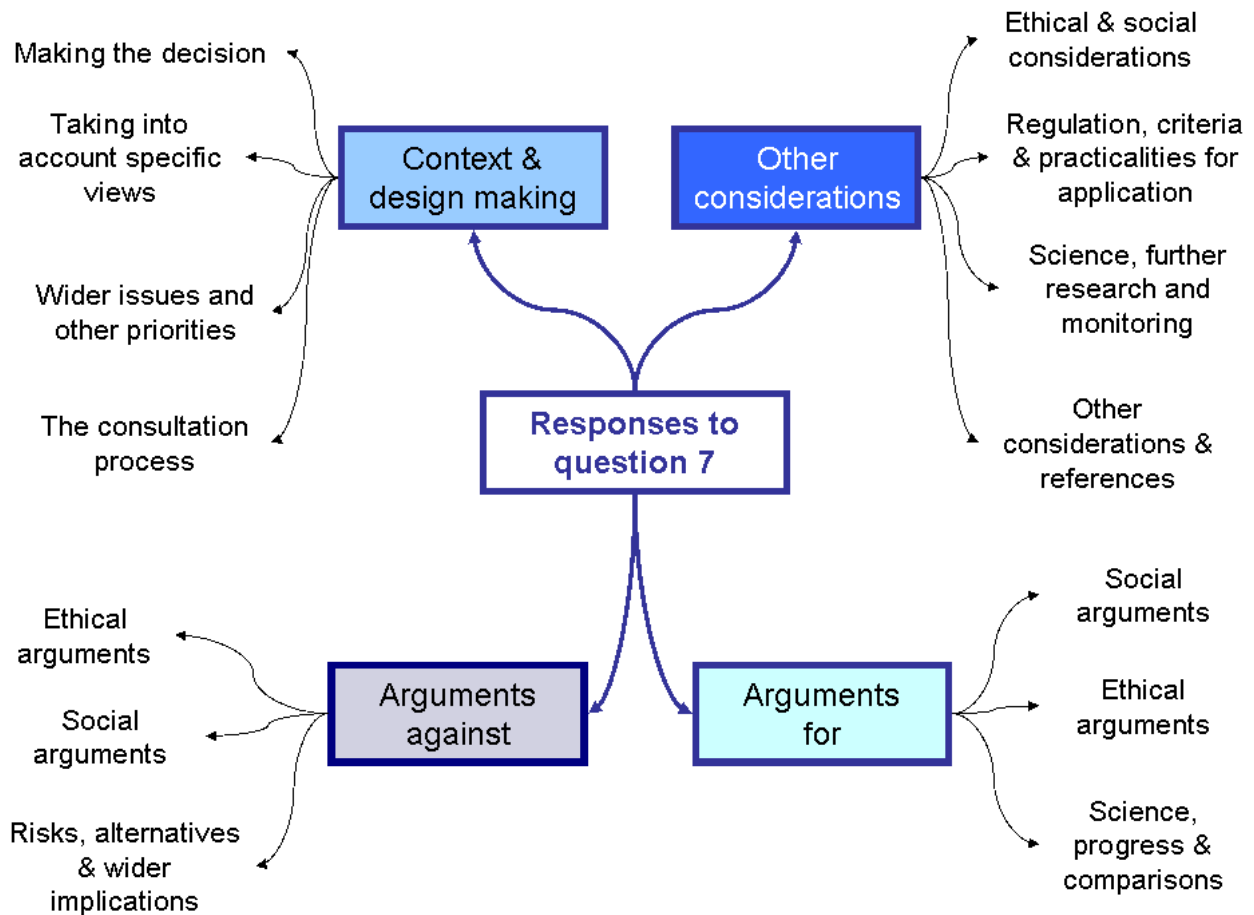 Making the decision
Taking into
account specific
views
Wider issues and
other priorities
The consultation
process
Context &
design making
Other
considerations
Ethical & social
considerations
Regulation, criteria
& practicalities for
application
Science, further
research and
monitoring
Other
considerations &
references
Responses to
question 7
Ethical
arguments
Social
arguments
Risks, alternatives
& wider
implications
Arguments
against
Arguments
for
Social
arguments
Ethical
arguments
Science,
progress &
comparisons